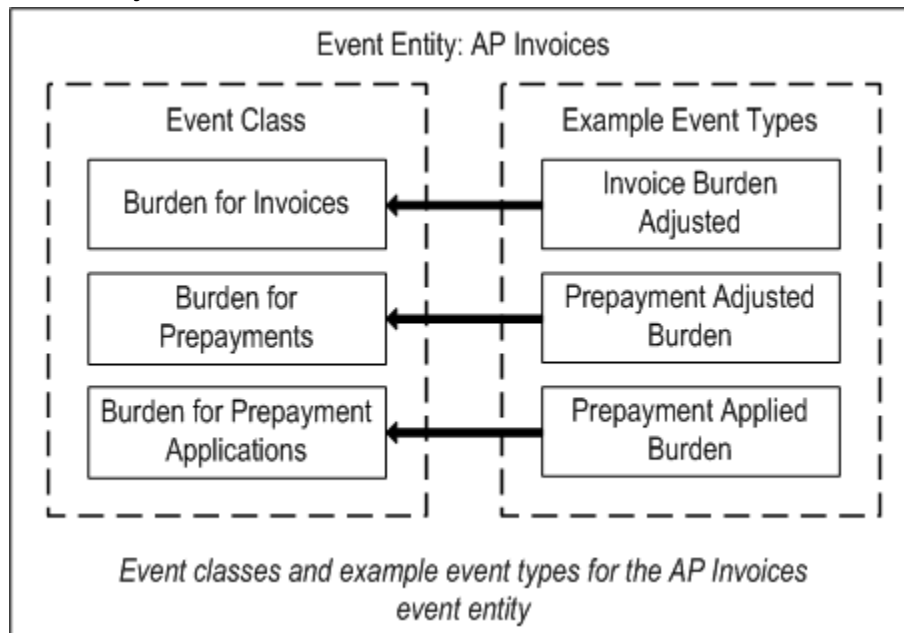 Event Entity: AP Invoices
Event Class
Burden for Invoices
Burden for
Prepayments
Burden for Prepayment
Applications
Example Event Types
Invoice Burden
Adjusted
Prepayment Adjusted
Burden
Prepayment Applied
Burden
Event classes and example event types for the AP Invoices
event entity